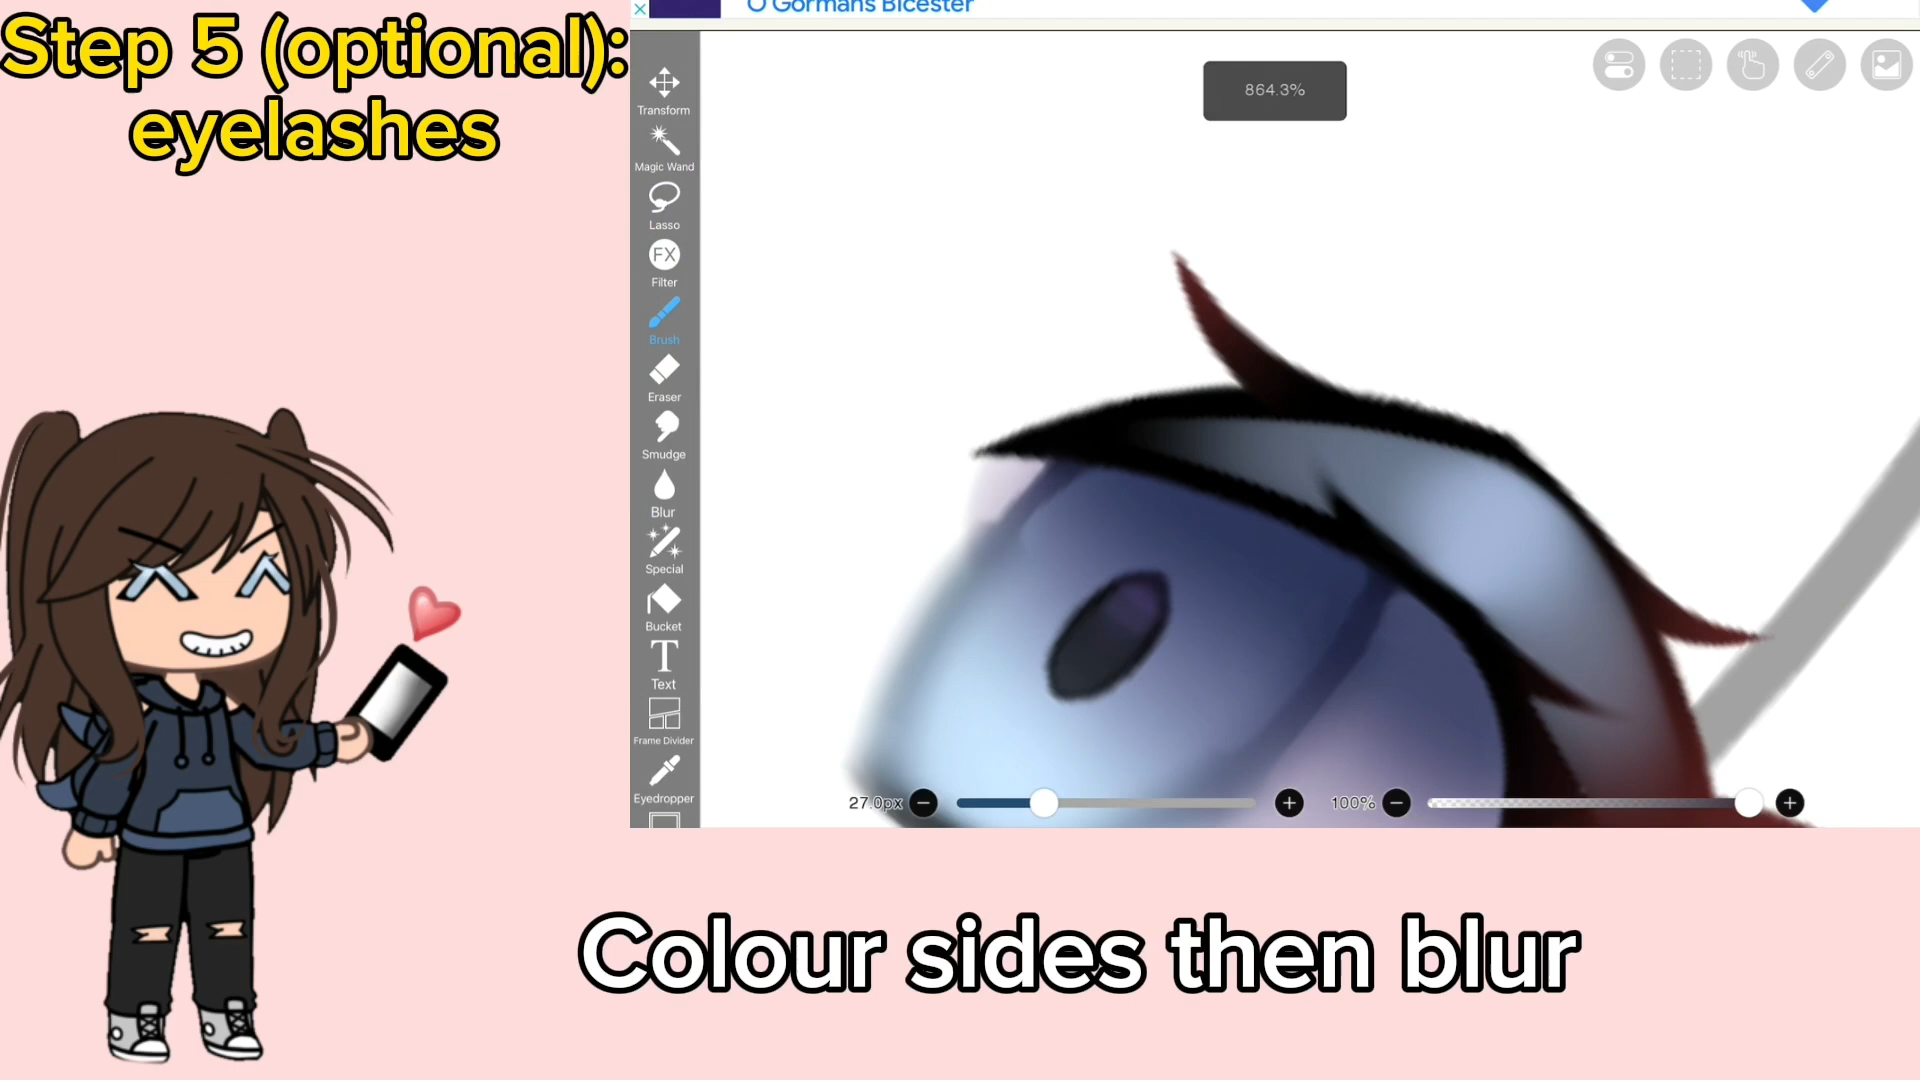 Step 5 (optional):
eyelashes
O'Gormans Bicester
864.3%
Transform
Magic Wand
Lasso
FX
Filter
Brush
Eraser
Smudge
Blur
Special
Bucket
T
Text
Frame Divider
Eyedropper
27.0px
100%
Colour sides then blur